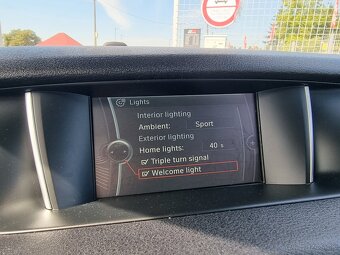 Lights
Interior lighting
Ambient: Sport
Exterior lighting
Home lights: 40 s
Triple turn signal
Welcome light